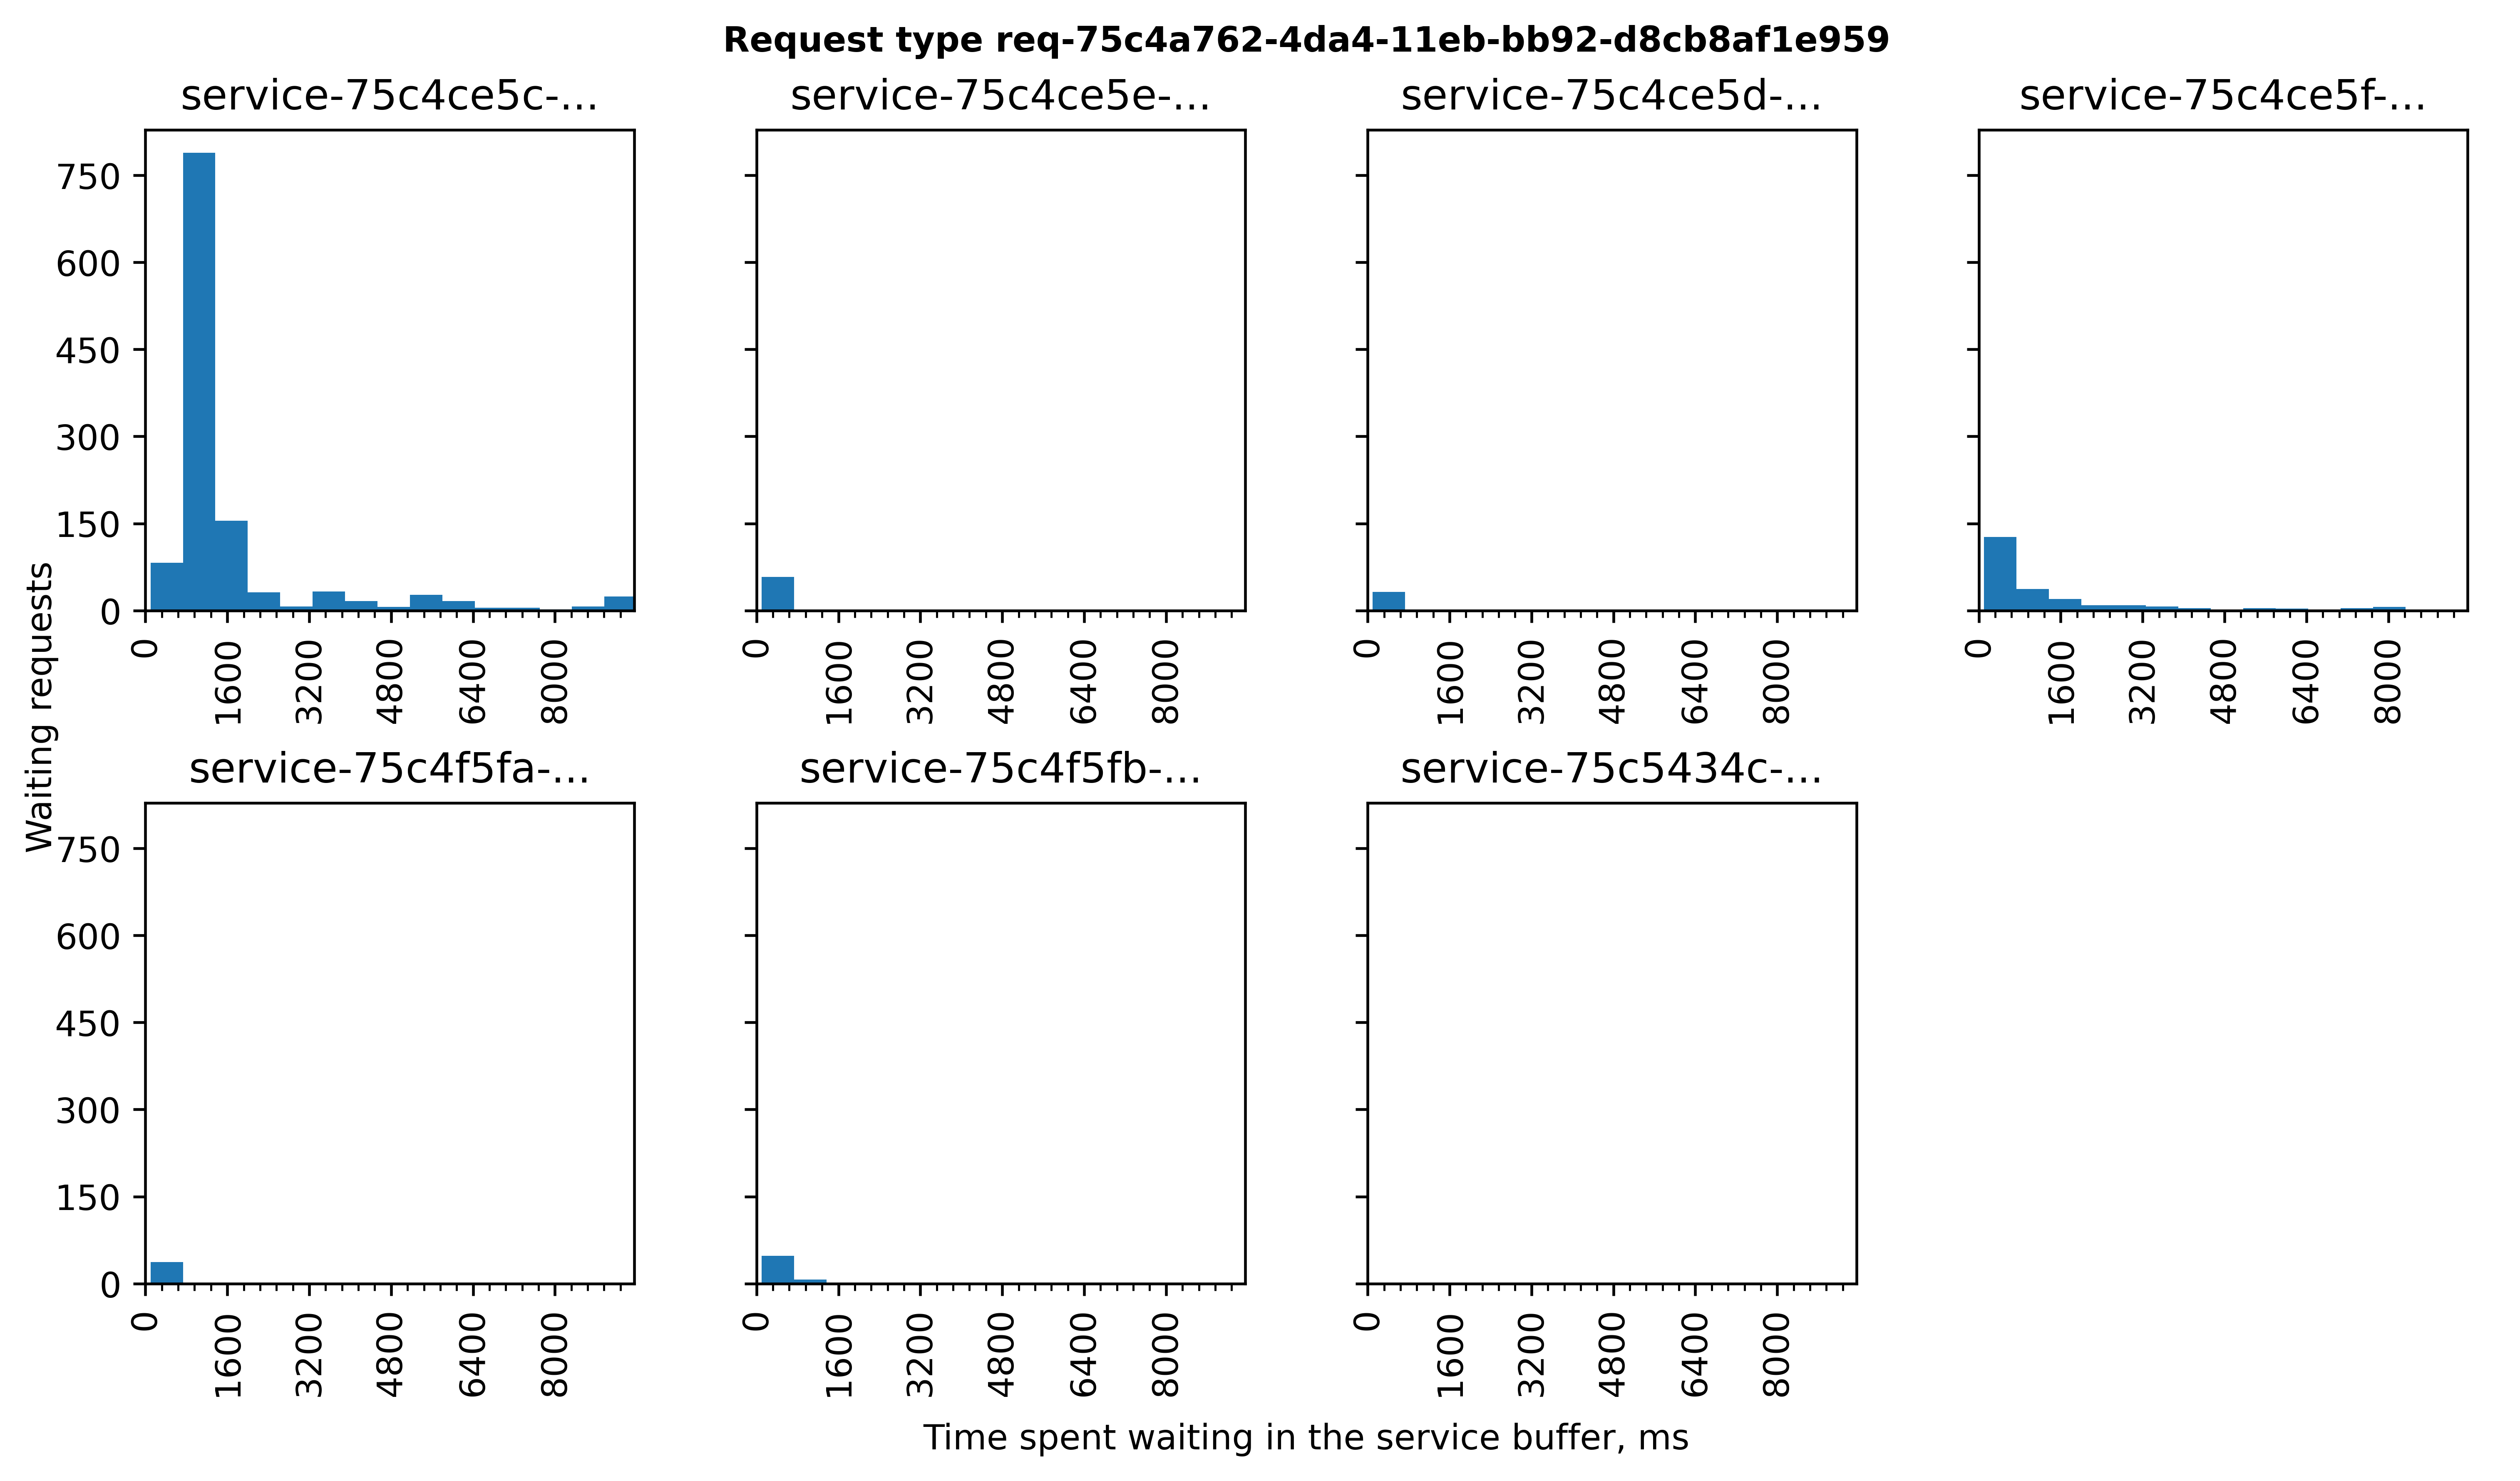 Request type req-75c4a762-4da4-11eb-bb92-d8cb8af1e959
service-75c4ce5c-...
service-75c4ce5e-...
service-75c4ce5d-...
service-75c4ce5f-...
750
600
450
300
150
0
0 1600 3200 4800 6400 8000
0 1600 3200 4800 6400 8000
0 1600 3200 4800 6400 8000
0 1600 3200 4800 6400 8000
Waiting requests
service-75c4f5fa-...
service-75c4f5fb-...
service-75c5434c-...
750
600
450
300
150
0
0 1600 3200 4800 6400 8000
0 1600 3200 4800 6400 8000
0 1600 3200 4800 6400 8000
Time spent waiting in the service buffer, ms